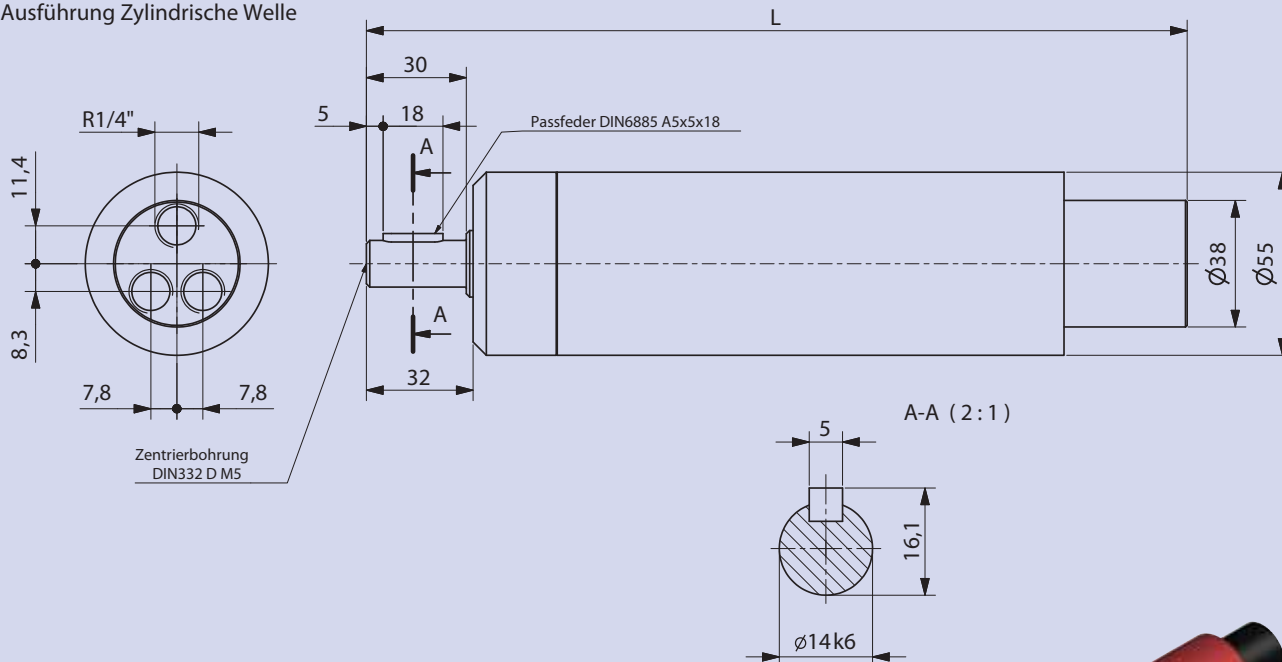 Ausführung Zylindrische Welle
L
30
5
18
Passfeder DIN6885 A5x5x18
R1/4"
A
11,4
A
8,3
7,8
7,8
32
Ø38
Ø55
Zentrierbohrung
DIN332 D M5
A-A ( 2 : 1 )
5
16,1
Ø14k6